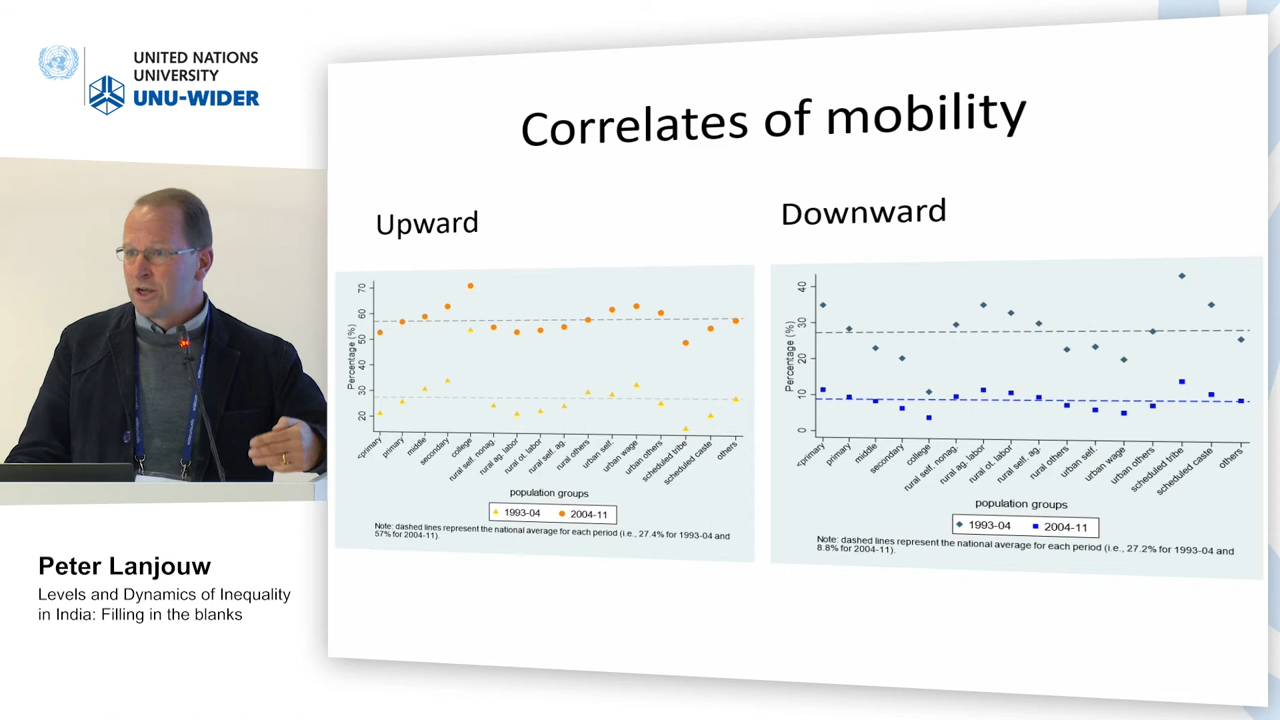 UNITED NATIONS
UNIVERSITY
UNU-WIDER
Correlates of mobility
Upward
Downward
Percentage (%)
70
60
50
40
30
20
<primary
primary
middle
secondary
college
rural self. nonag.
rural ag. labor
rural ot. labor
rural self. ag.
rural others
urban self.
urban wage
urban others
scheduled tribe
scheduled caste
others
population groups
1993-04
2004-11
Note: dashed lines represent the national average for each period (i.e., 27.4% for 1993-04 and
57% for 2004-11).
Percentage (%)
40
30
20
10
0
<primary
primary
middle
secondary
college
rural self. nonag.
rural ag. labor
rural ot. labor
rural self. ag.
rural others
urban self.
urban wage
urban others
scheduled tribe
scheduled caste
others
population groups
1993-04
2004-11
Note: dashed lines represent the national average for each period (i.e., 27.2% for 1993-04 and
8.8% for 2004-11).
Peter Lanjouw
Levels and Dynamics of Inequality
in India: Filling in the blanks